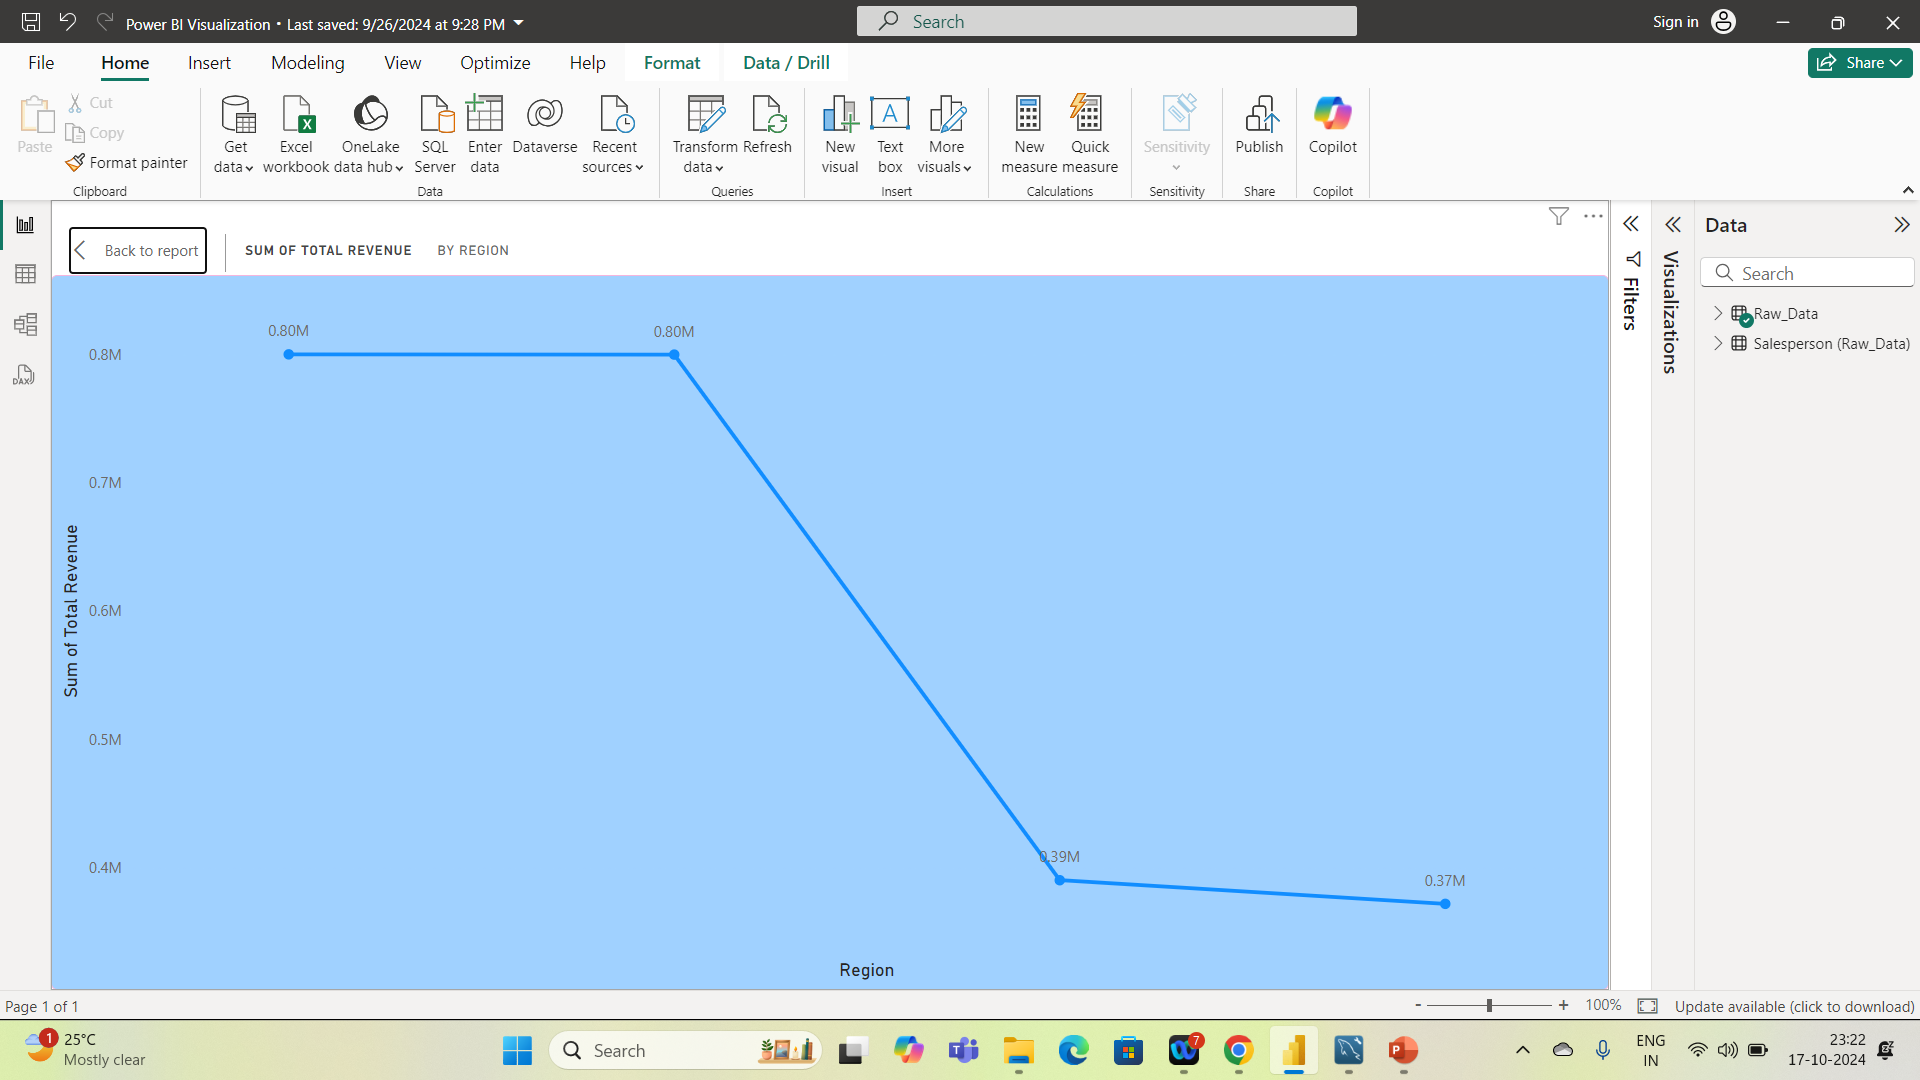 Power BI Visualization • Last saved: 9/26/2024 at 9:28 PM
Search
Sign in
File Home Insert Modeling View Optimize Help Format Data / Drill
Share
Paste
Cut
Copy
Format painter
Clipboard
Get data
Excel workbook
OneLake data hub
SQL Server
Enter data
Dataverse
Recent sources
Data
Transform data
Refresh
Queries
New visual
Text box
A
More visuals
Insert
New measure
Quick measure
Calculations
Sensitivity
Sensitivity
Publish
Share
Copilot
Copilot
DAX
Back to report
SUM OF TOTAL REVENUE
BY REGION
Sum of Total Revenue
0.8M
0.7M
0.6M
0.5M
0.4M
0.80M
0.80M
0.39M
0.37M
Region
Filters
Visualizations
Data
Search
Raw_Data
Salesperson (Raw_Data)
Page 1 of 1
- + 100%
Update available (click to download)
1
25°C
Mostly clear
Search
7
P
ENG
IN
23:22
17-10-2024